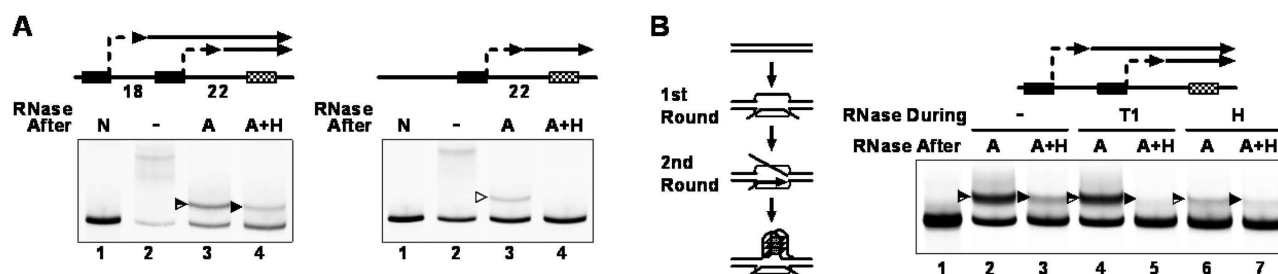 A
18 22
RNase
After N - A A+H
1 2 3 4
22
RNase
After N - A A+H
1 2 3 4
B
1st
Round
2nd
Round
RNase During - T1 H
RNase After A A+H A A+H A A+H
1 2 3 4 5 6 7